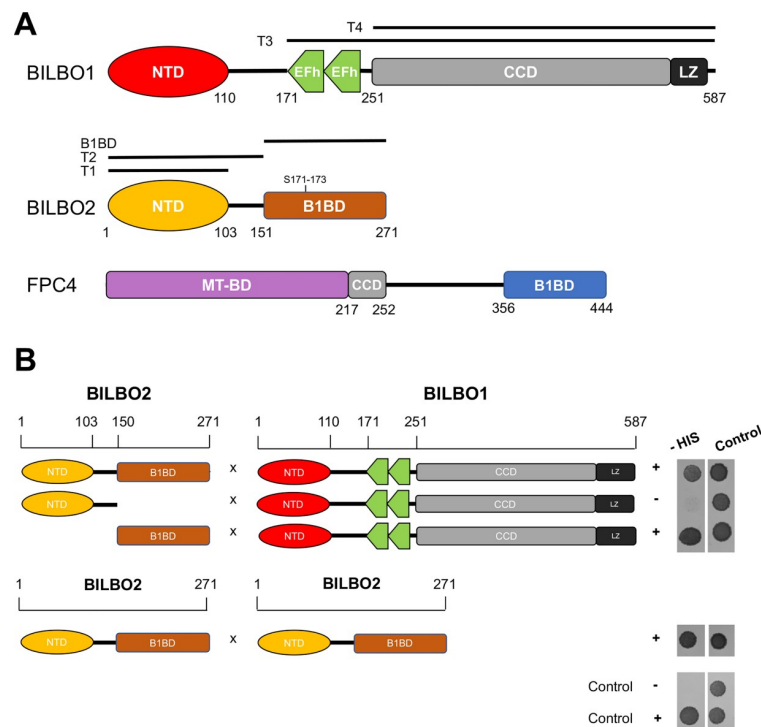 A
T4
T3
BILBO1
NTD
EFh
EFh
CCD
LZ
110
171
251
587
B1BD
T2
T1
S171-173
BILBO2
NTD
B1BD
1
103
151
271
FPC4
MT-BD
CCD
B1BD
217
252
356
444
B
BILBO2
BILBO1
1
103
150
271
1
110
171
251
587
- HIS
Control
NTD
B1BD
x
NTD
CCD
LZ
+
NTD
x
NTD
CCD
LZ
-
B1BD
x
NTD
CCD
LZ
+
1
BILBO2
271
1
BILBO2
271
NTD
B1BD
x
NTD
B1BD
+
Control
-
Control
+